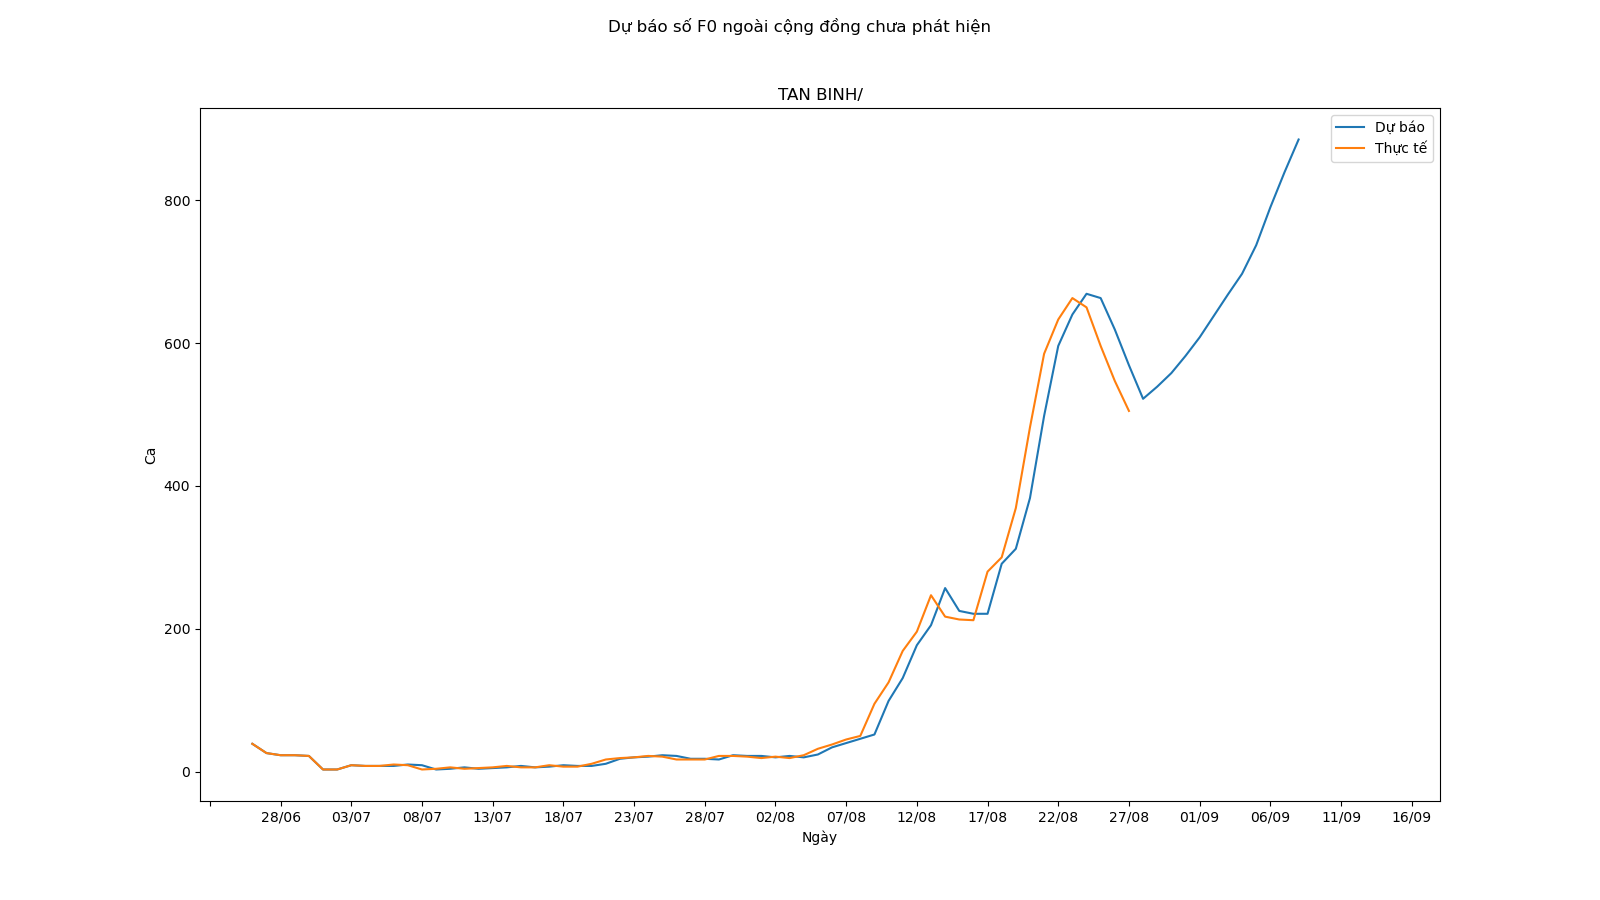 Dự báo số F0 ngoài cộng đồng chưa phát hiện
TAN BINH/
Dự báo
Thực tế
800
600
400
200
0
Ca
28/06 03/07 08/07 13/07 18/07 23/07 28/07 02/08 07/08 12/08 17/08 22/08 27/08 01/09 06/09 11/09 16/09
Ngày